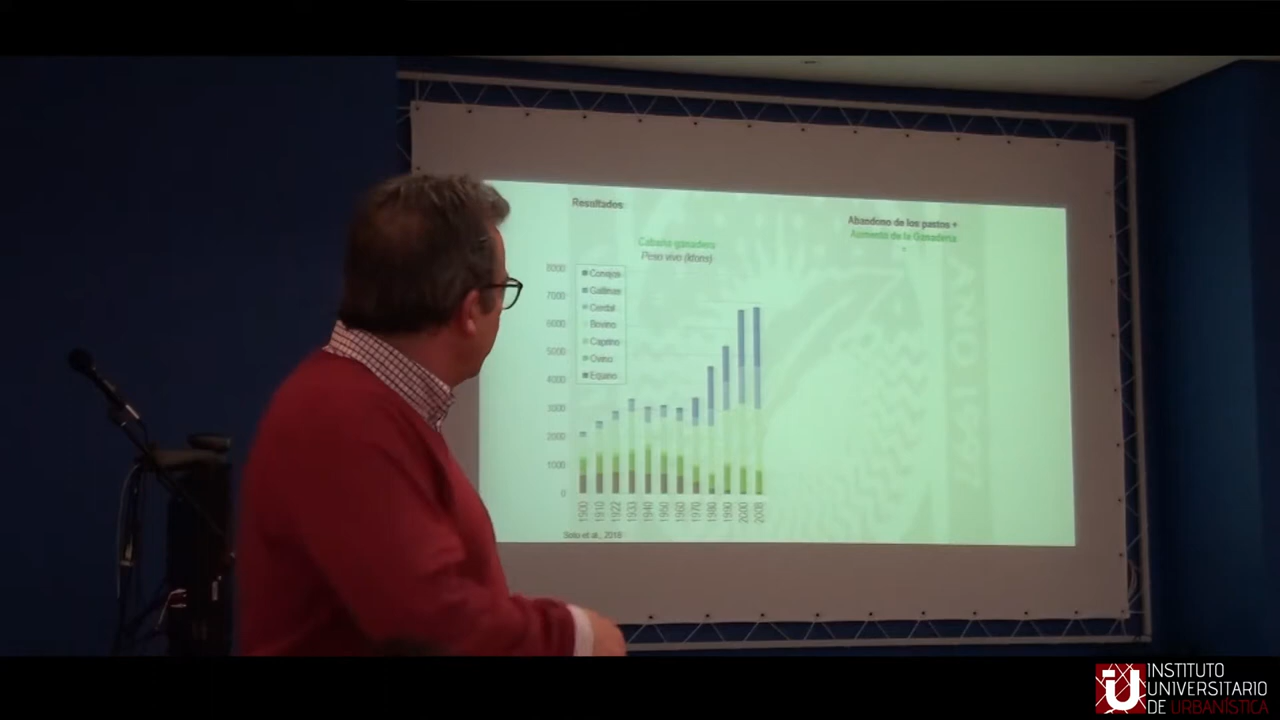 Resultados
Abandono de los pastos +
Aumento de la Ganadería
Cabaña ganadera
Peso vivo (ktons)
8000
7000
6000
5000
4000
3000
2000
1000
0
Conejos
Gallinas
Cerdal
Bovino
Caprino
Ovino
Equino
1900
1910
1922
1933
1940
1950
1960
1970
1980
1990
2000
2008
Soto et al., 2018
INSTITUTO
UNIVERSITARIO
DE URBANÍSTICA